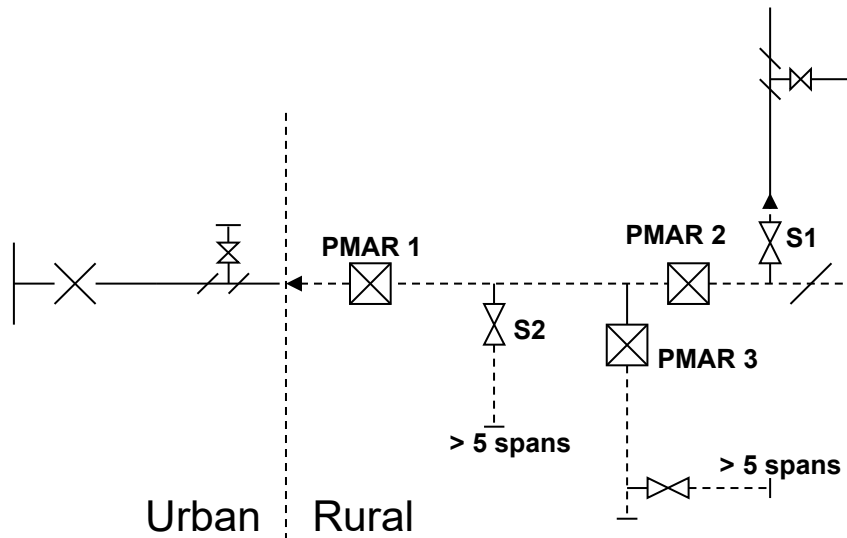 PMAR 1
PMAR 2
S1
S2
PMAR 3
> 5 spans
> 5 spans
Urban
Rural